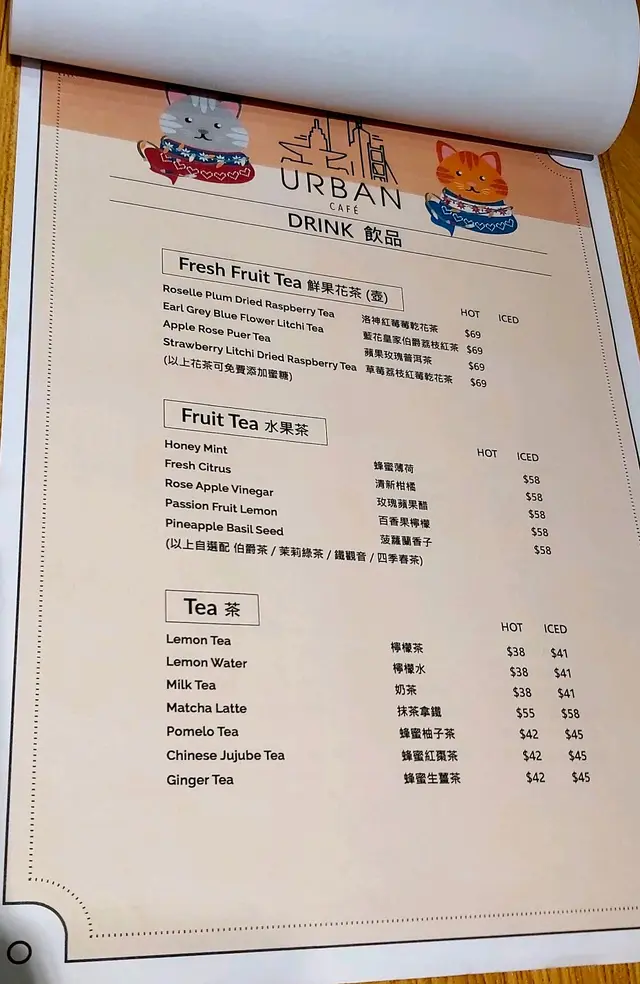 URBAN
CAFÉ
DRINK 飲品
Fresh Fruit Tea 鮮果花茶 (壺)
HOT ICED
Roselle Plum Dried Raspberry Tea 洛神紅莓莓乾花茶 $69
Earl Grey Blue Flower Litchi Tea 藍花皇家伯爵荔枝紅茶 $69
Apple Rose Puer Tea 蘋果玫瑰普洱茶 $69
Strawberry Litchi Dried Raspberry Tea 草莓荔枝紅莓乾花茶 $69
(以上花茶可免費添加蜜糖)
Fruit Tea 水果茶
HOT ICED
Honey Mint 蜂蜜薄荷 $58
Fresh Citrus 清新柑橘 $58
Rose Apple Vinegar 玫瑰蘋果醋 $58
Passion Fruit Lemon 百香果檸檬 $58
Pineapple Basil Seed 菠蘿蘭香子 $58
(以上自選配 伯爵茶 / 茉莉綠茶 / 鐵觀音 / 四季春茶)
Tea 茶
HOT ICED
Lemon Tea 檸檬茶 $38 $41
Lemon Water 檸檬水 $38 $41
Milk Tea 奶茶 $38 $41
Matcha Latte 抹茶拿鐵 $55 $58
Pomelo Tea 蜂蜜柚子茶 $42 $45
Chinese Jujube Tea 蜂蜜紅棗茶 $42 $45
Ginger Tea 蜂蜜生薑茶 $42 $45